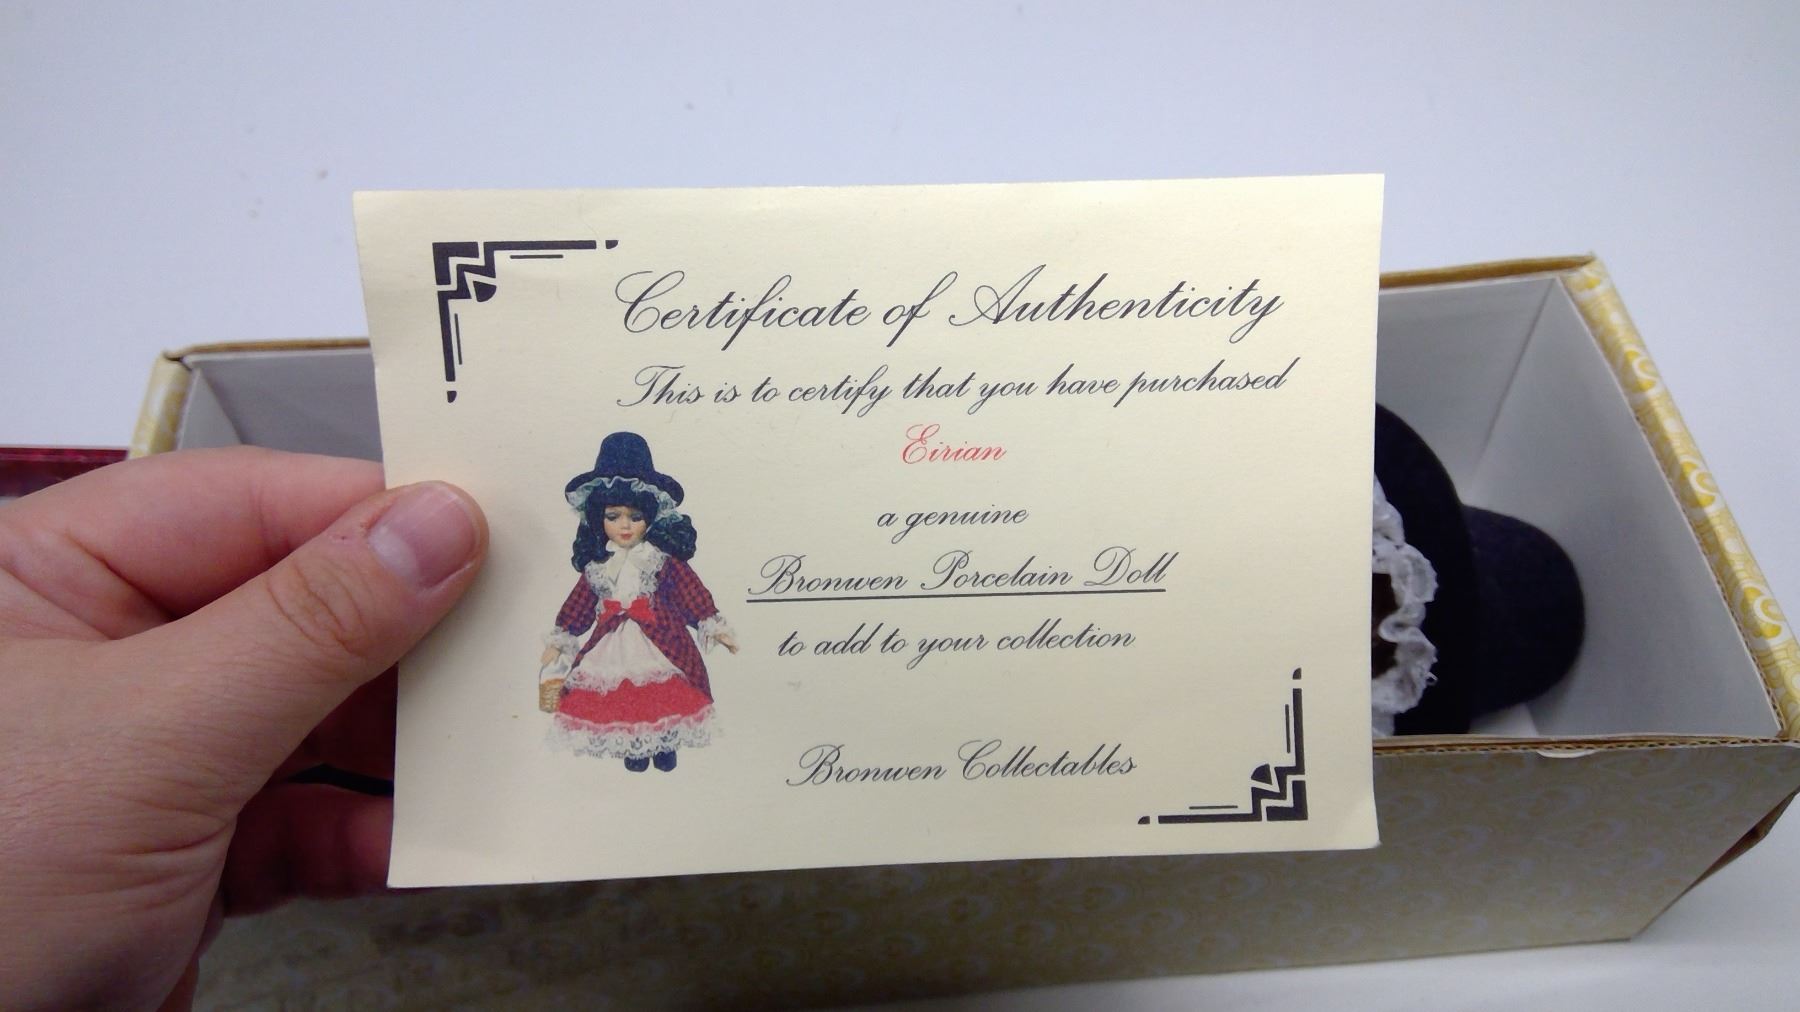 Certificate of Authenticity
This is to certify that you have purchased
Eirian
a genuine
Bronwen Porcelain Doll
to add to your collection
Bronwen Collectables